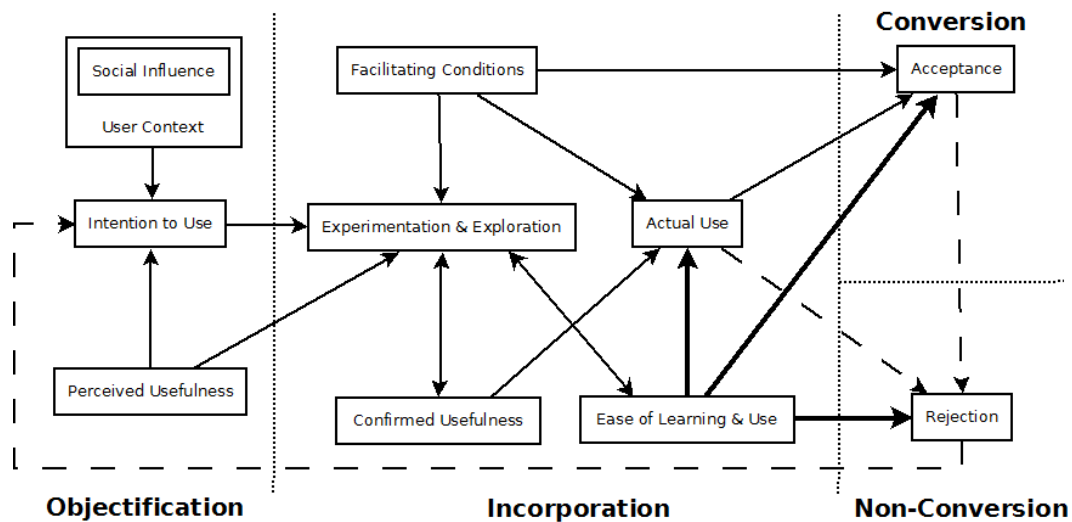 Conversion
Social Influence
User Context
Facilitating Conditions
Acceptance
Intention to Use
Experimentation & Exploration
Actual Use
Perceived Usefulness
Confirmed Usefulness
Ease of Learning & Use
Rejection
Objectification
Incorporation
Non-Conversion